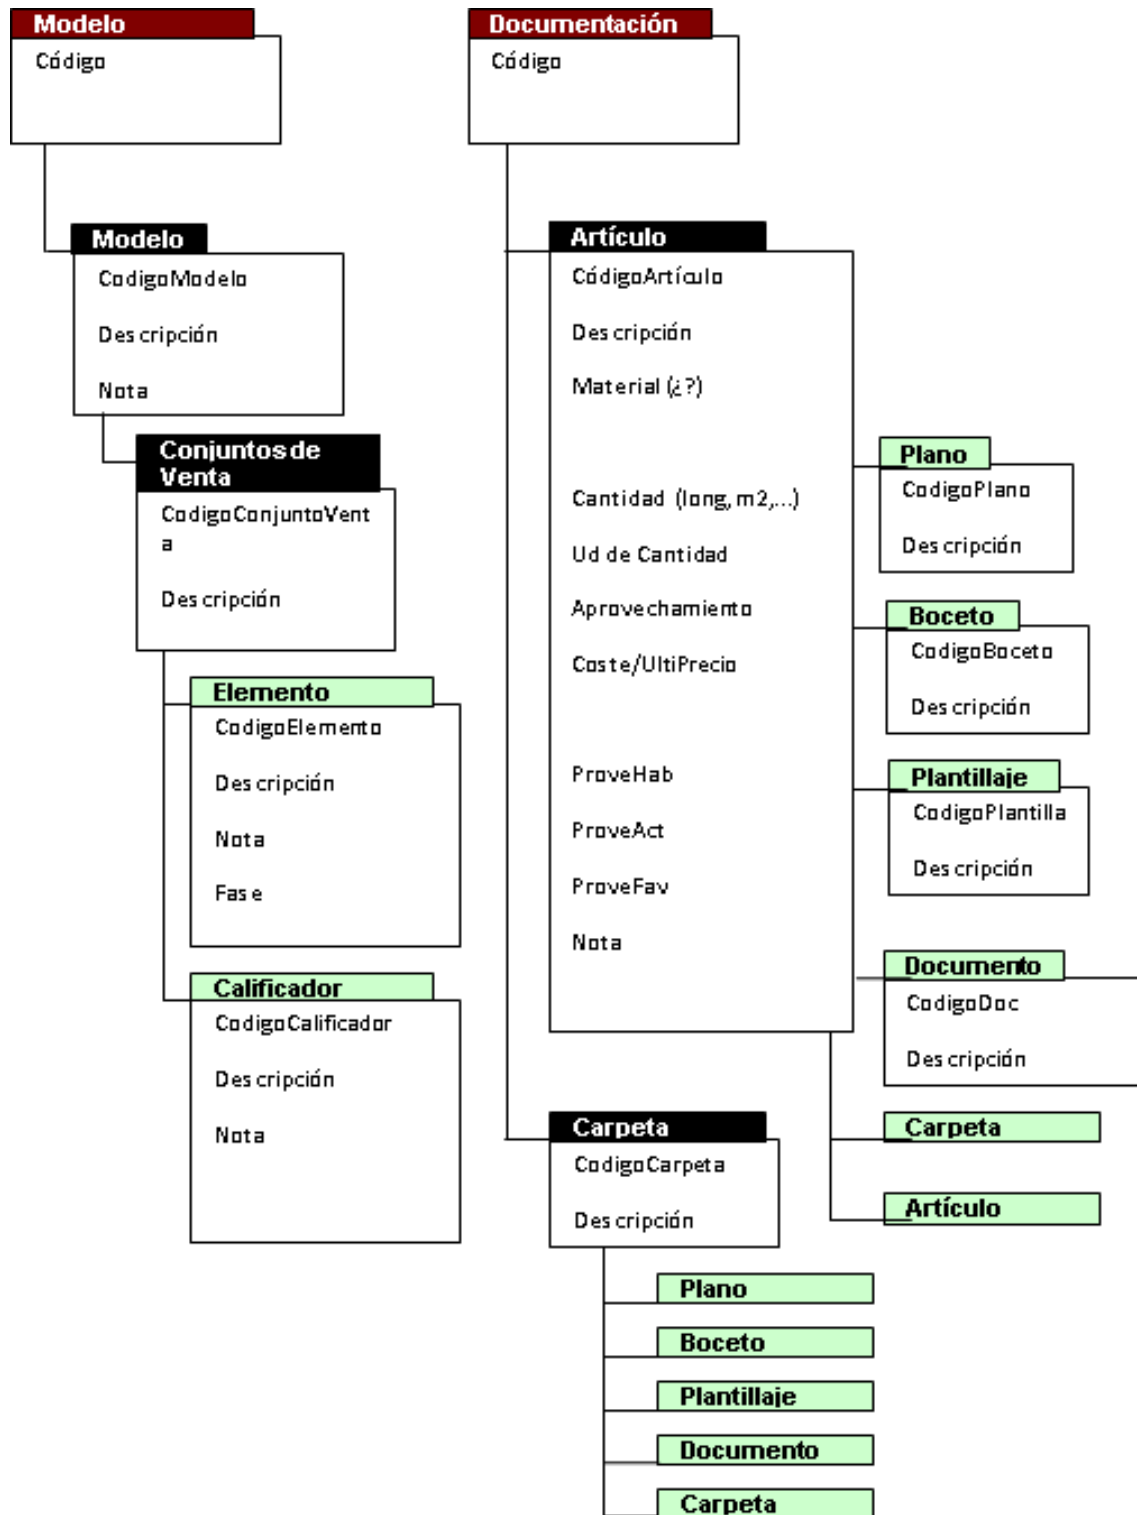 Modelo
Código
Modelo
CodigoModelo
Descripción
Nota
Conjuntos de
Venta
CodigoConjuntoVent
a
Descripción
Elemento
CodigoElemento
Descripción
Nota
Fase
Calificador
CodigoCalificador
Descripción
Nota
Documentación
Código
Artículo
CódigoArtículo
Descripción
Material (¿?)
Cantidad (long, m2,...)
Ud de Cantidad
Aprovechamiento
Coste/UltiPrecio
ProveHab
ProveAct
ProveFav
Nota
Plano
CodigoPlano
Descripción
Boceto
CodigoBoceto
Descripción
Plantillaje
CodigoPlantilla
Descripción
Documento
CodigoDoc
Descripción
Carpeta
Artículo
Carpeta
CodigoCarpeta
Descripción
Plano
Boceto
Plantillaje
Documento
Carpeta